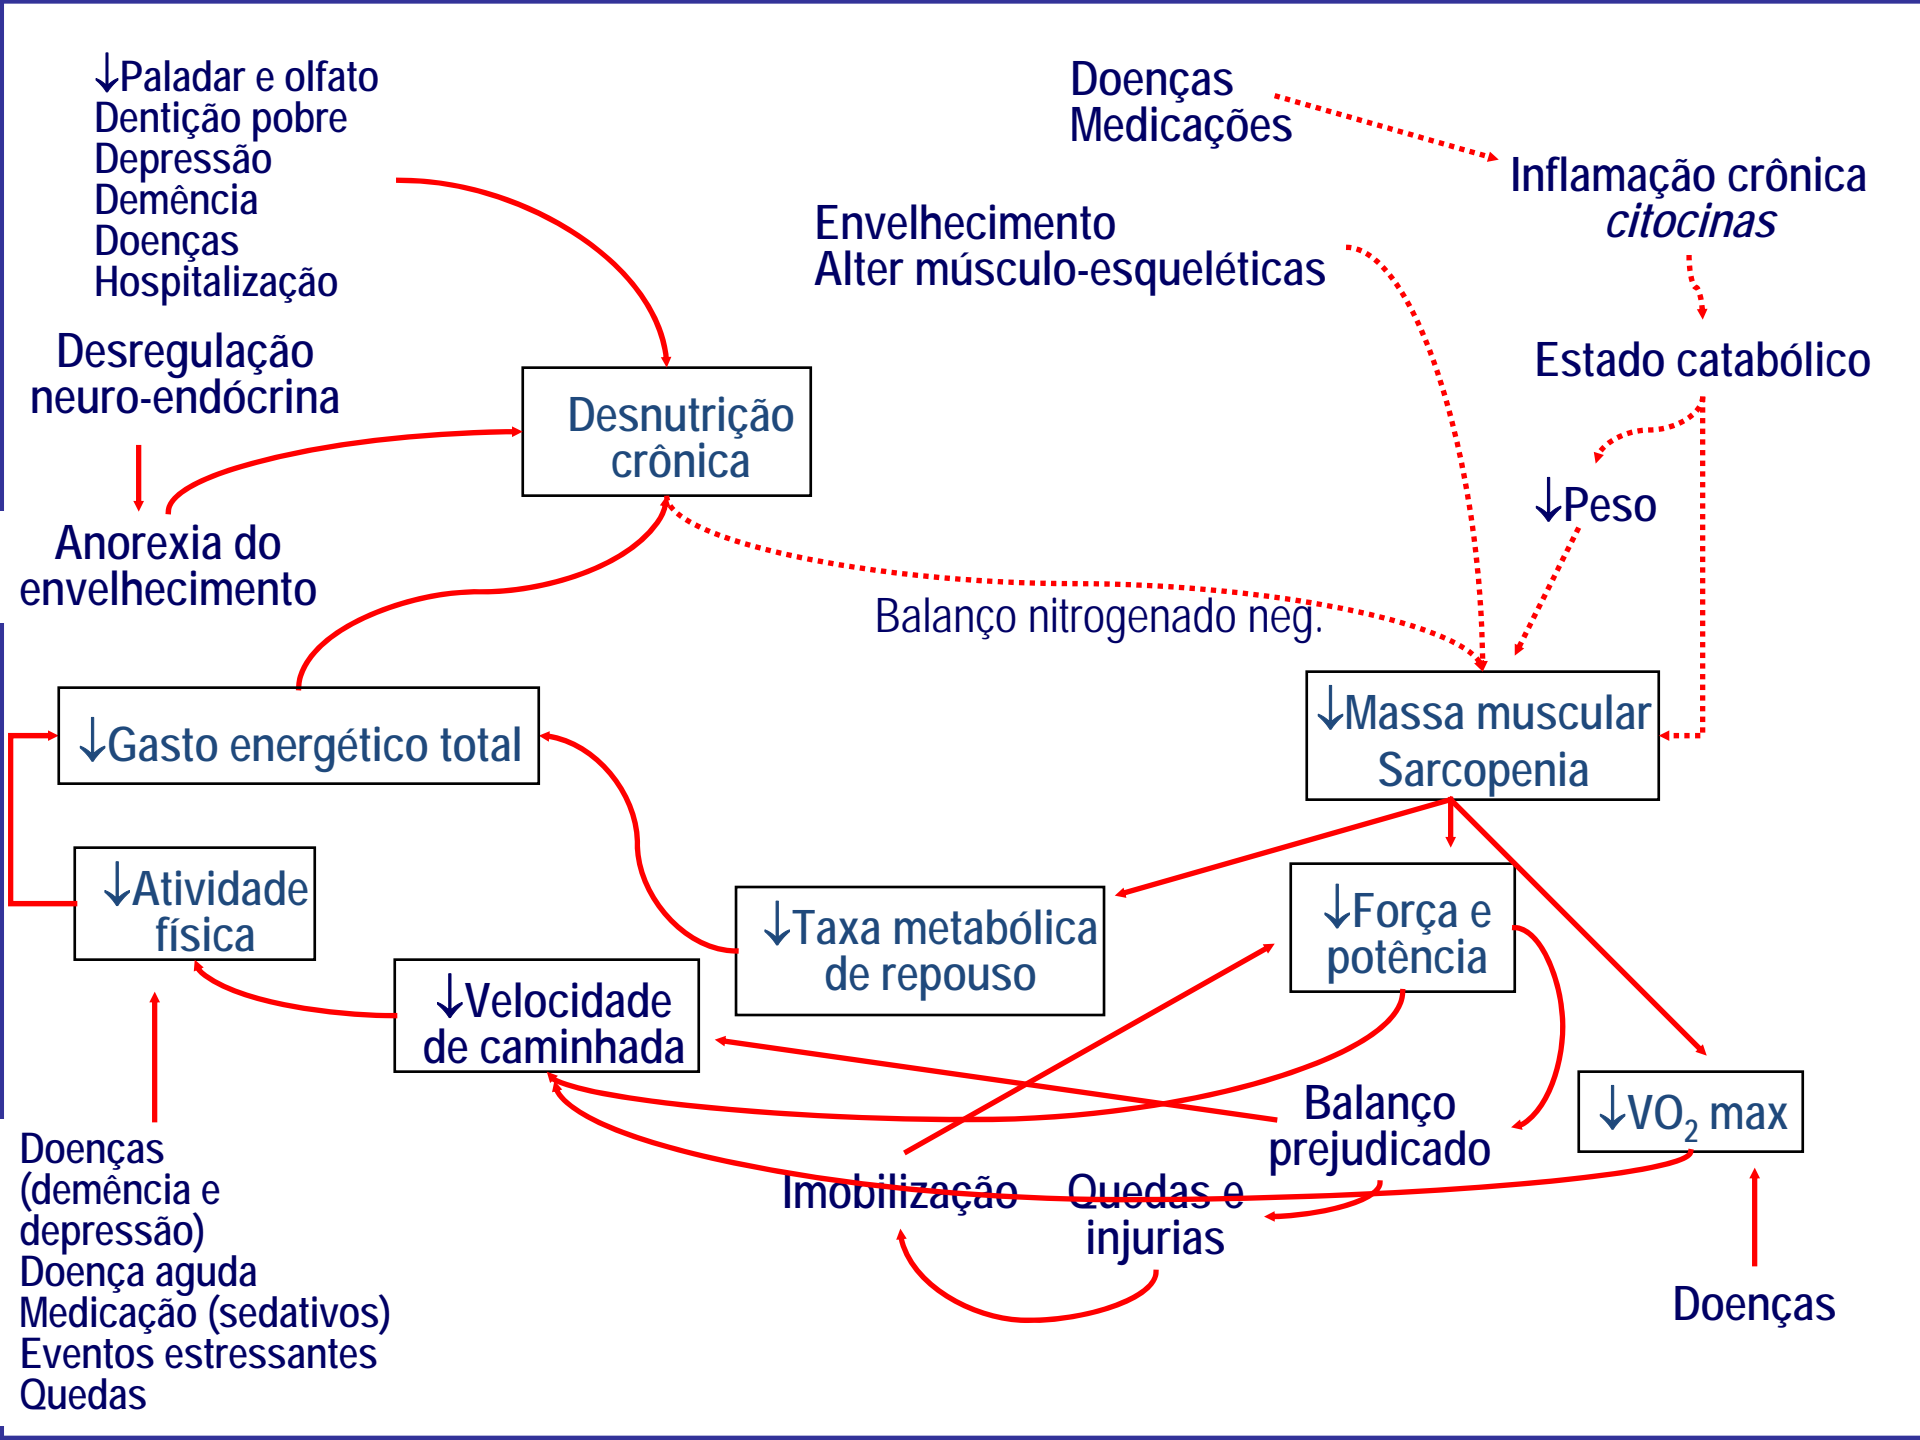 ↓Paladar e olfato
Dentição pobre
Depressão
Demência
Doenças
Hospitalização
Doenças
Medicações
Inflamação crônica
citocinas
Envelhecimento
Alter músculo-esqueléticas
Desregulação
neuro-endócrina
Estado catabólico
Desnutrição
crônica
↓Peso
Anorexia do
envelhecimento
Balanço nitrogenado neg.
↓Gasto energético total
↓Massa muscular
Sarcopenia
↓Atividade
física
↓Taxa metabólica
de repouso
↓Força e
potência
↓Velocidade
de caminhada
Balanço
prejudicado
↓VO₂ max
Imobilização
Quedas e
injurias
Doenças
(demência e
depressão)
Doença aguda
Medicação (sedativos)
Eventos estressantes
Quedas
Doenças